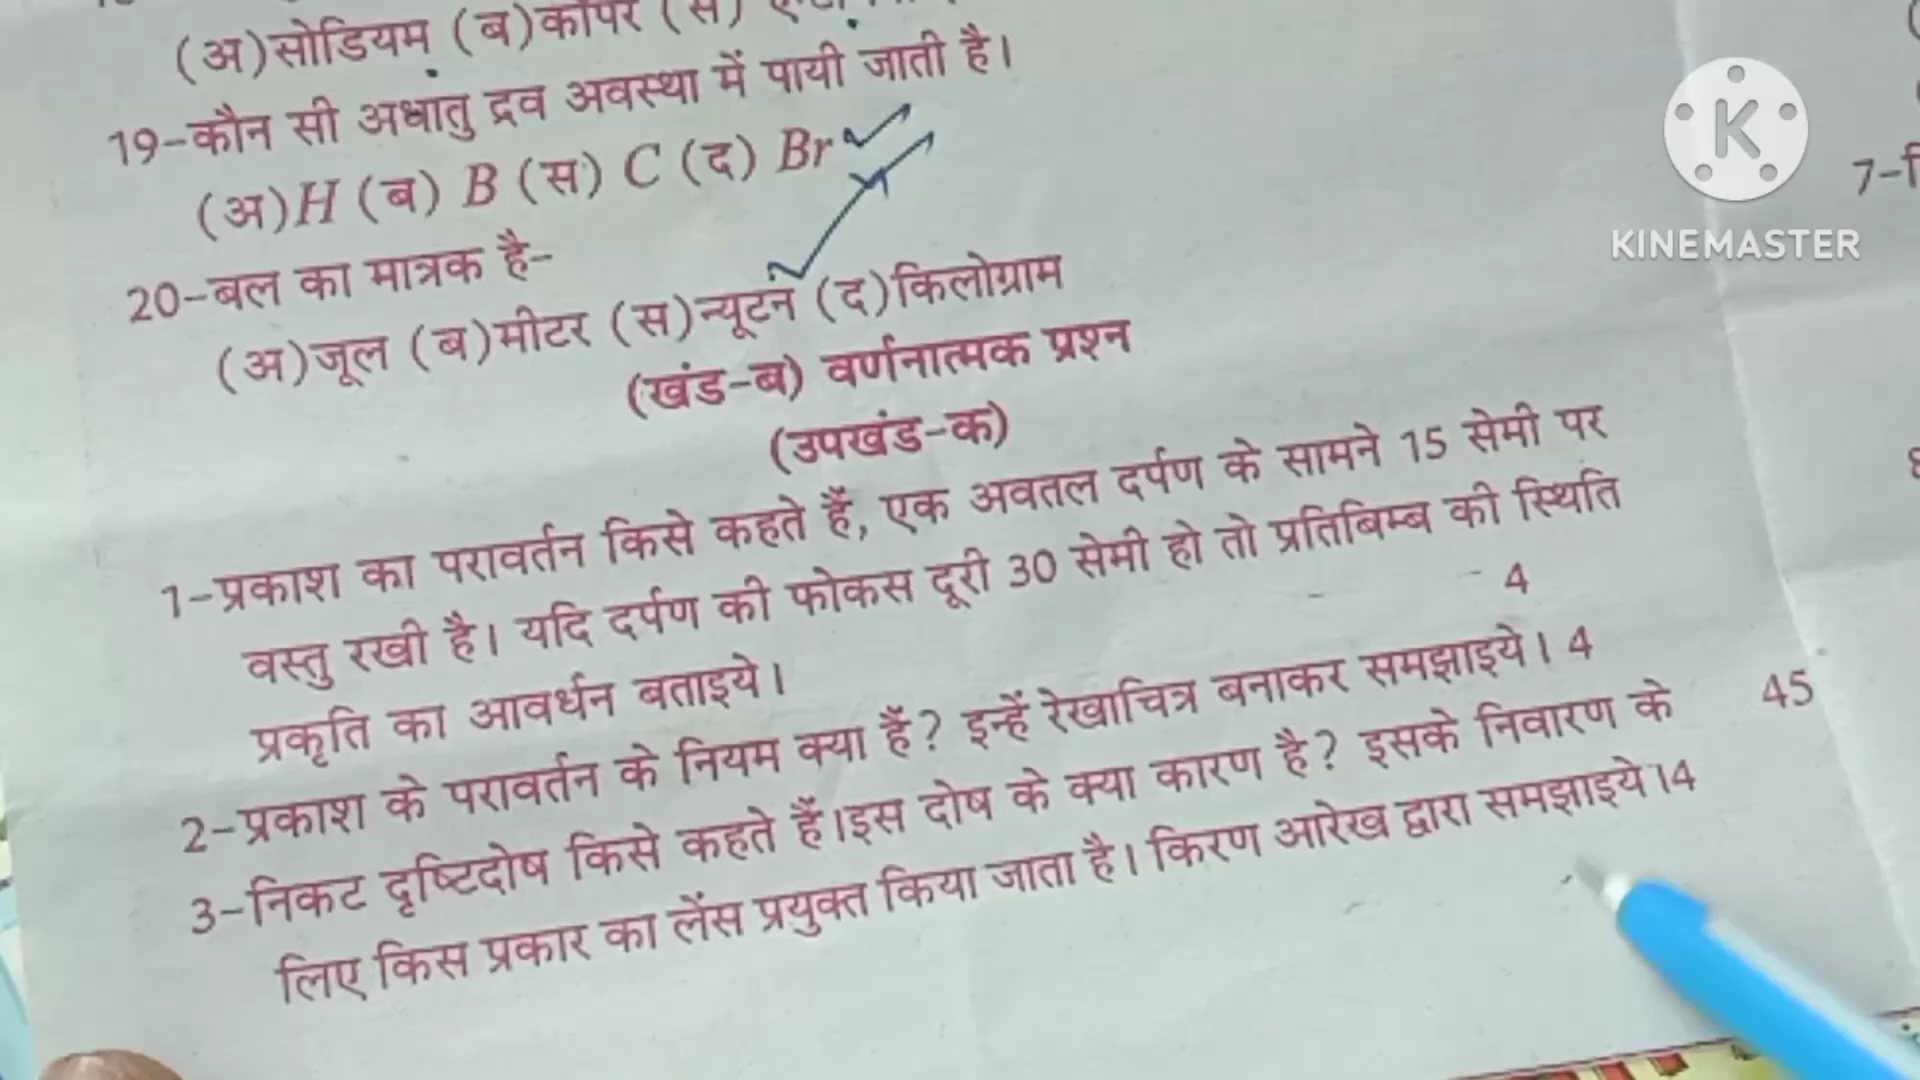 (अ)सोडियम (ब)कॉपर (स)
19-कौन सी अधातु द्रव अवस्था में पायी जाती है।
(अ)H (ब) B (स) C (द) Br
20-बल का मात्रक है-
(अ)जूल (ब)मीटर (स)न्यूटन (द)किलोग्राम
(खंड-ब) वर्णनात्मक प्रश्न
(उपखंड-क)
1-प्रकाश का परावर्तन किसे कहते हैं, एक अवतल दर्पण के सामने 15 सेमी पर
वस्तु रखी है। यदि दर्पण की फोकस दूरी 30 सेमी हो तो प्रतिबिम्ब की स्थिति
प्रकृति का आवर्धन बताइये। 4
2-प्रकाश के परावर्तन के नियम क्या हैं? इन्हें रेखाचित्र बनाकर समझाइये। 4
3-निकट दृष्टिदोष किसे कहते हैं।इस दोष के क्या कारण है? इसके निवारण के
लिए किस प्रकार का लेंस प्रयुक्त किया जाता है। किरण आरेख द्वारा समझाइये।4
45
7-
KINEMASTER